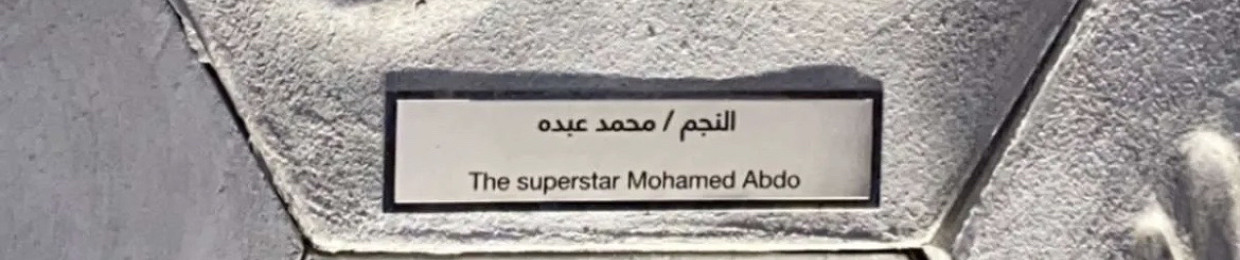 النجم / محمد عبده
The superstar Mohamed Abdo